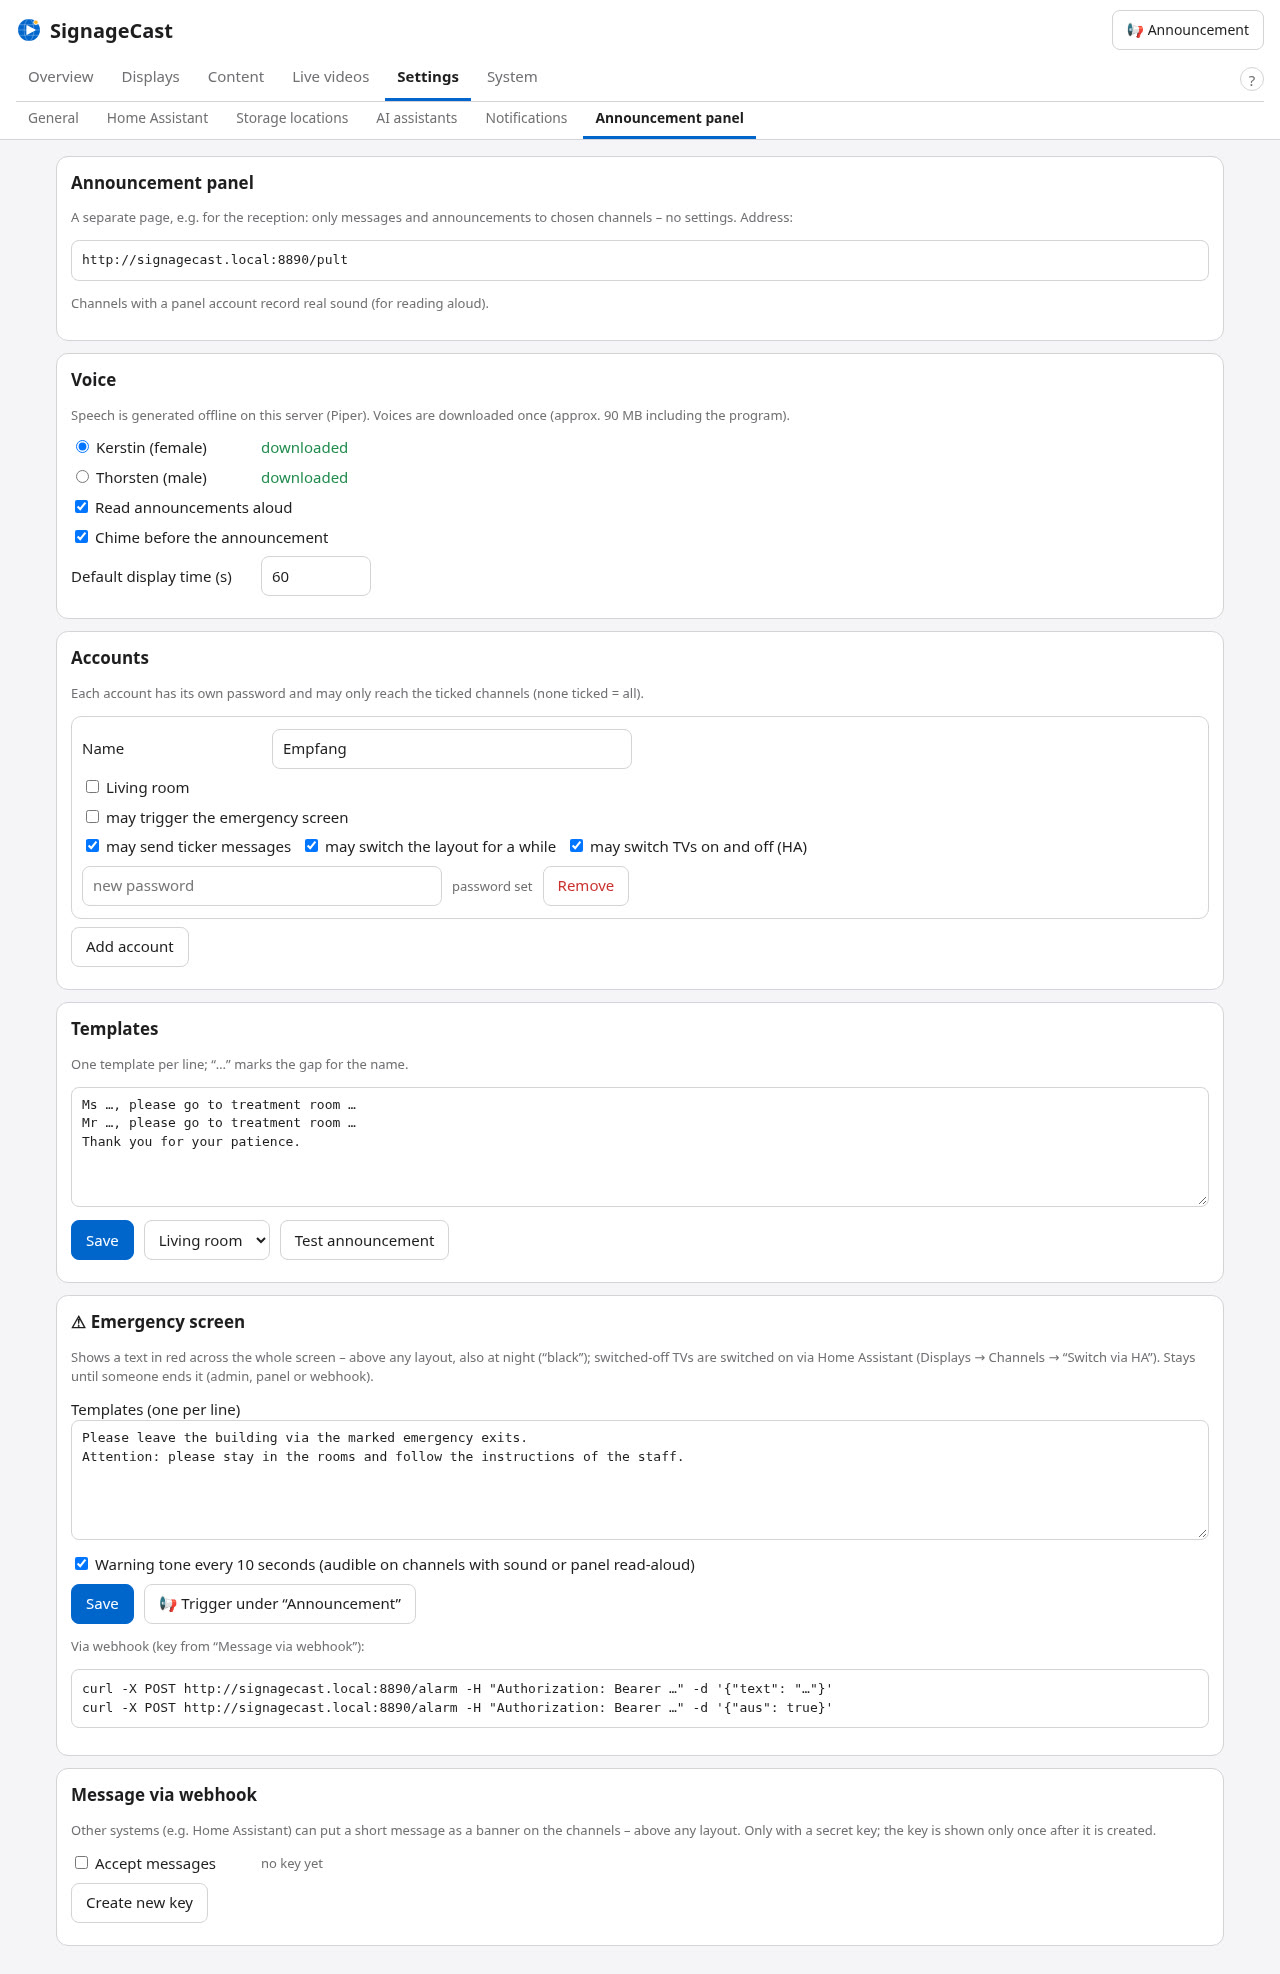 SignageCast
📢 Announcement
Overview Displays Content Live videos Settings System ?
General Home Assistant Storage locations AI assistants Notifications Announcement panel
Announcement panel
A separate page, e.g. for the reception: only messages and announcements to chosen channels – no settings. Address:
http://signagecast.local:8890/pult
Channels with a panel account record real sound (for reading aloud).
Voice
Speech is generated offline on this server (Piper). Voices are downloaded once (approx. 90 MB including the program).
Kerstin (female) downloaded
Thorsten (male) downloaded
Read announcements aloud
Chime before the announcement
Default display time (s) 60
Accounts
Each account has its own password and may only reach the ticked channels (none ticked = all).
Name Empfang
Living room
may trigger the emergency screen
may send ticker messages may switch the layout for a while may switch TVs on and off (HA)
new password password set Remove
Add account
Templates
One template per line; “…” marks the gap for the name.
Ms …, please go to treatment room …
Mr …, please go to treatment room …
Thank you for your patience.
Save Living room Test announcement
⚠ Emergency screen
Shows a text in red across the whole screen – above any layout, also at night (“black”); switched-off TVs are switched on via Home Assistant (Displays → Channels → “Switch via HA”). Stays
until someone ends it (admin, panel or webhook).
Templates (one per line)
Please leave the building via the marked emergency exits.
Attention: please stay in the rooms and follow the instructions of the staff.
Warning tone every 10 seconds (audible on channels with sound or panel read-aloud)
Save 📢 Trigger under “Announcement”
Via webhook (key from “Message via webhook”):
curl -X POST http://signagecast.local:8890/alarm -H "Authorization: Bearer …" -d '{"text": "…"}'
curl -X POST http://signagecast.local:8890/alarm -H "Authorization: Bearer …" -d '{"aus": true}'
Message via webhook
Other systems (e.g. Home Assistant) can put a short message as a banner on the channels – above any layout. Only with a secret key; the key is shown only once after it is created.
Accept messages no key yet
Create new key